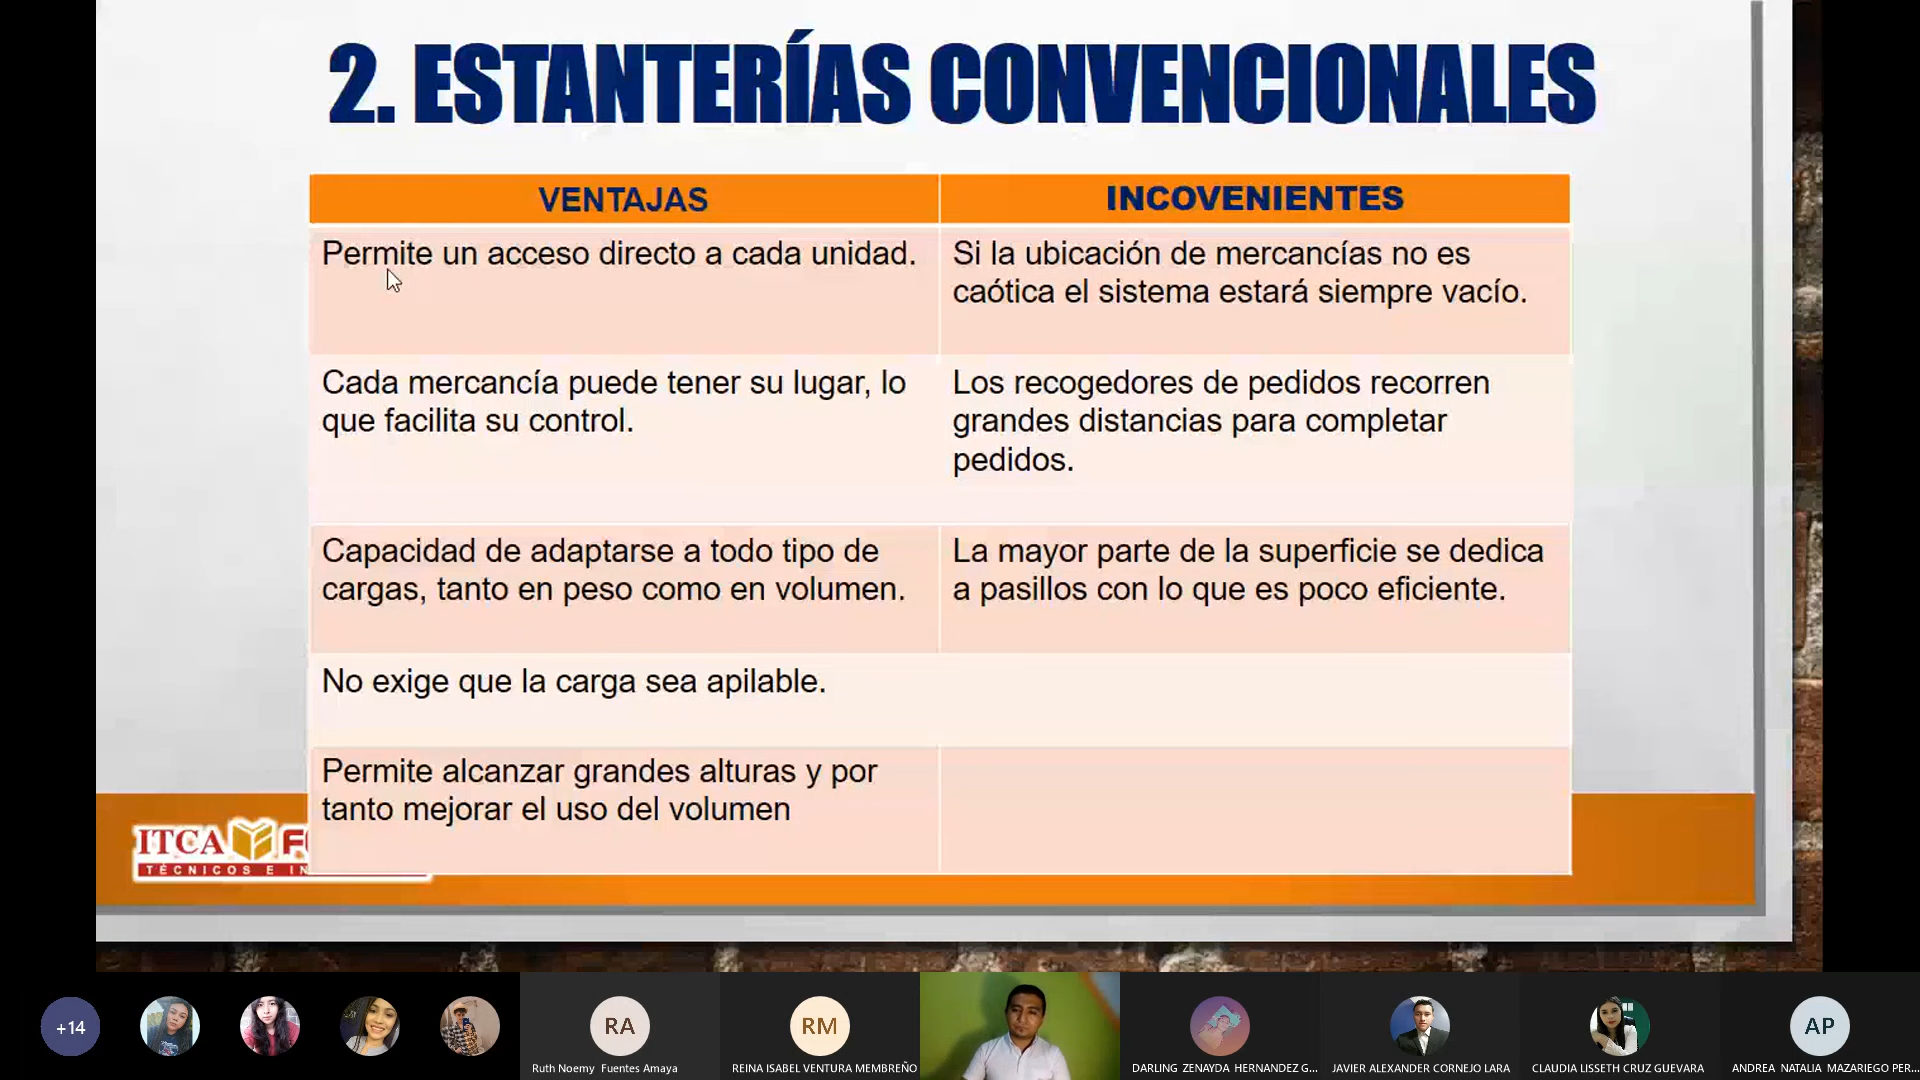 2. ESTANTERÍAS CONVENCIONALES
VENTAJAS
INCOVENIENTES
Permite un acceso directo a cada unidad.
Si la ubicación de mercancías no es
caótica el sistema estará siempre vacío.
Cada mercancía puede tener su lugar, lo
que facilita su control.
Los recogedores de pedidos recorren
grandes distancias para completar
pedidos.
Capacidad de adaptarse a todo tipo de
cargas, tanto en peso como en volumen.
La mayor parte de la superficie se dedica
a pasillos con lo que es poco eficiente.
No exige que la carga sea apilable.
Permite alcanzar grandes alturas y por
tanto mejorar el uso del volumen
ITCA
TÉCNICOS E
+14
RA
RM
AP
Ruth Noemy Fuentes Amaya
REINA ISABEL VENTURA MEMBREÑO
DARLING ZENAYDA HERNANDEZ G...
JAVIER ALEXANDER CORNEJO LARA
CLAUDIA LISSETH CRUZ GUEVARA
ANDREA NATALIA MAZARIEGO PER...